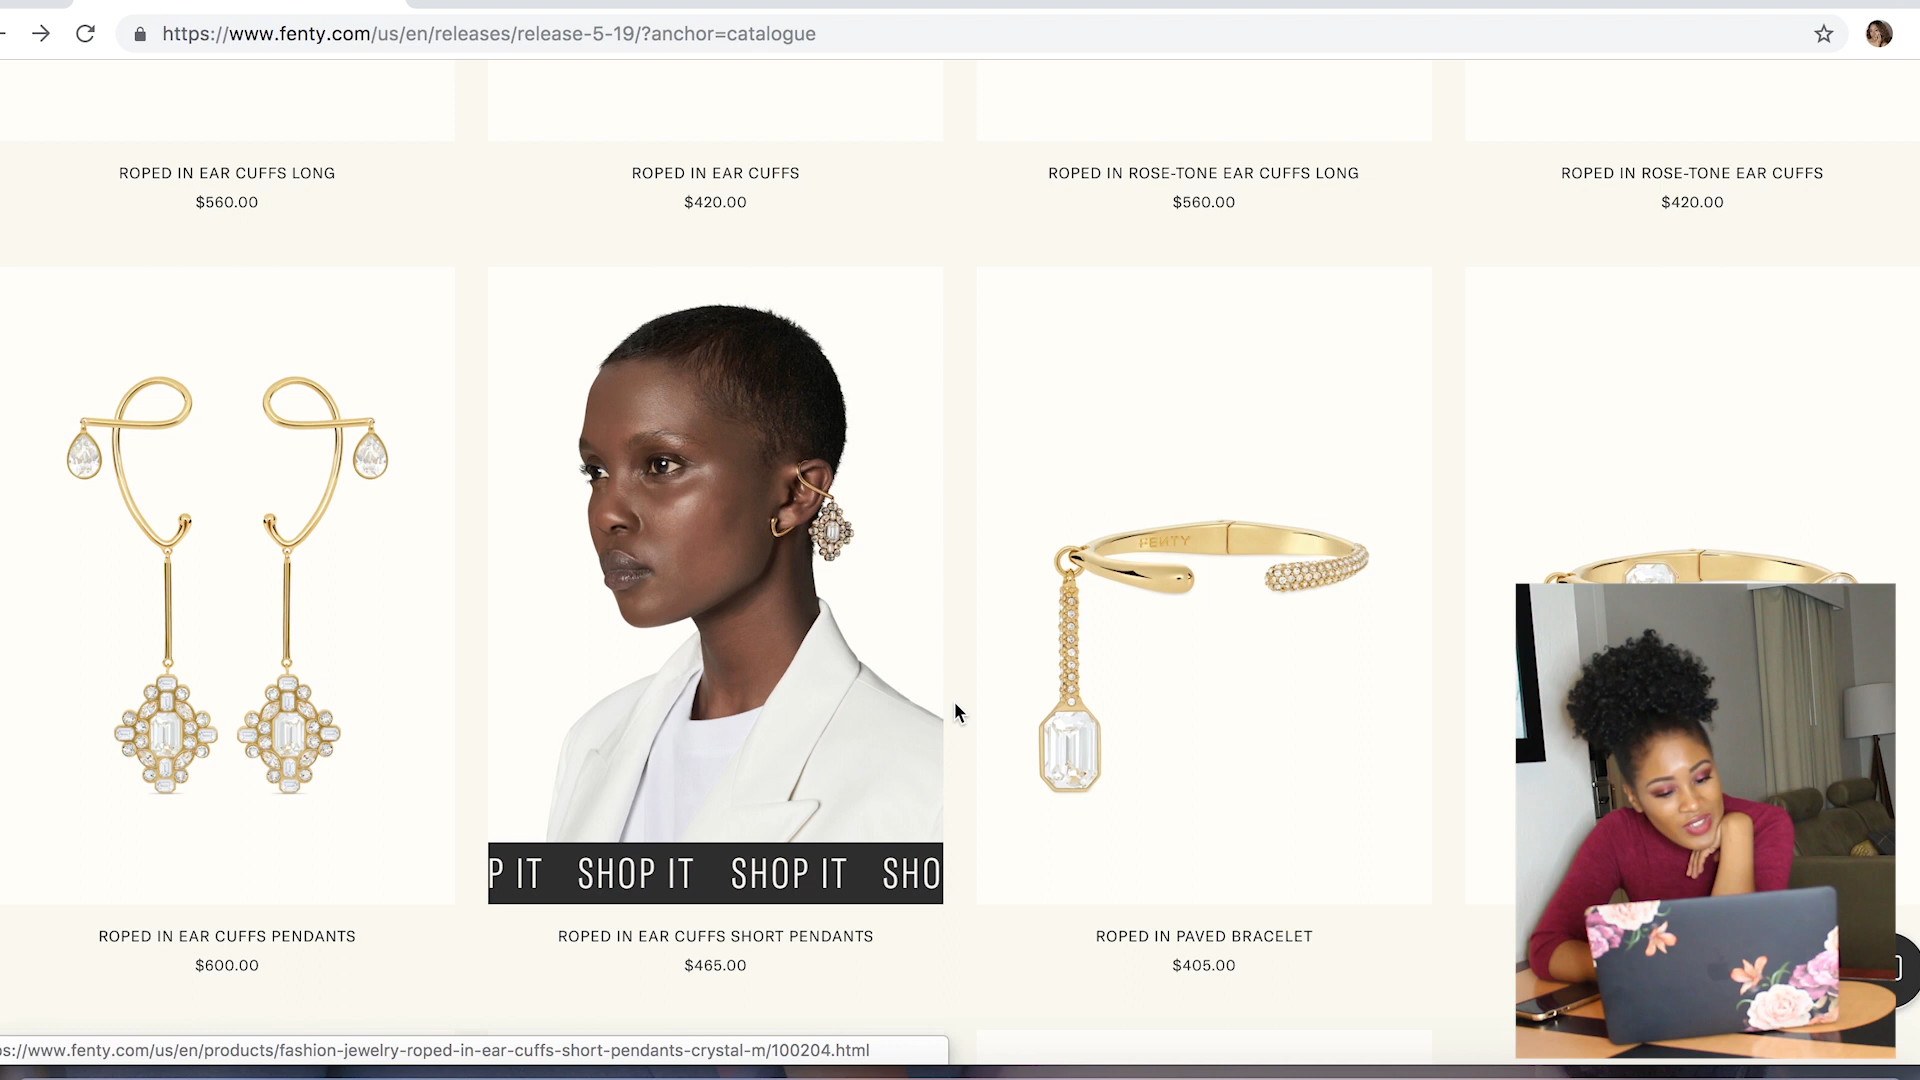 https://www.fenty.com/us/en/releases/release-5-19/?anchor=catalogue
ROPED IN EAR CUFFS LONG
$560.00
ROPED IN EAR CUFFS
$420.00
ROPED IN ROSE-TONE EAR CUFFS LONG
$560.00
ROPED IN ROSE-TONE EAR CUFFS
$420.00
FENTY
P IT SHOP IT SHOP IT SHO
ROPED IN EAR CUFFS PENDANTS
$600.00
ROPED IN EAR CUFFS SHORT PENDANTS
$465.00
ROPED IN PAVED BRACELET
$405.00
os://www.fenty.com/us/en/products/fashion-jewelry-roped-in-ear-cuffs-short-pendants-crystal-m/100204.html